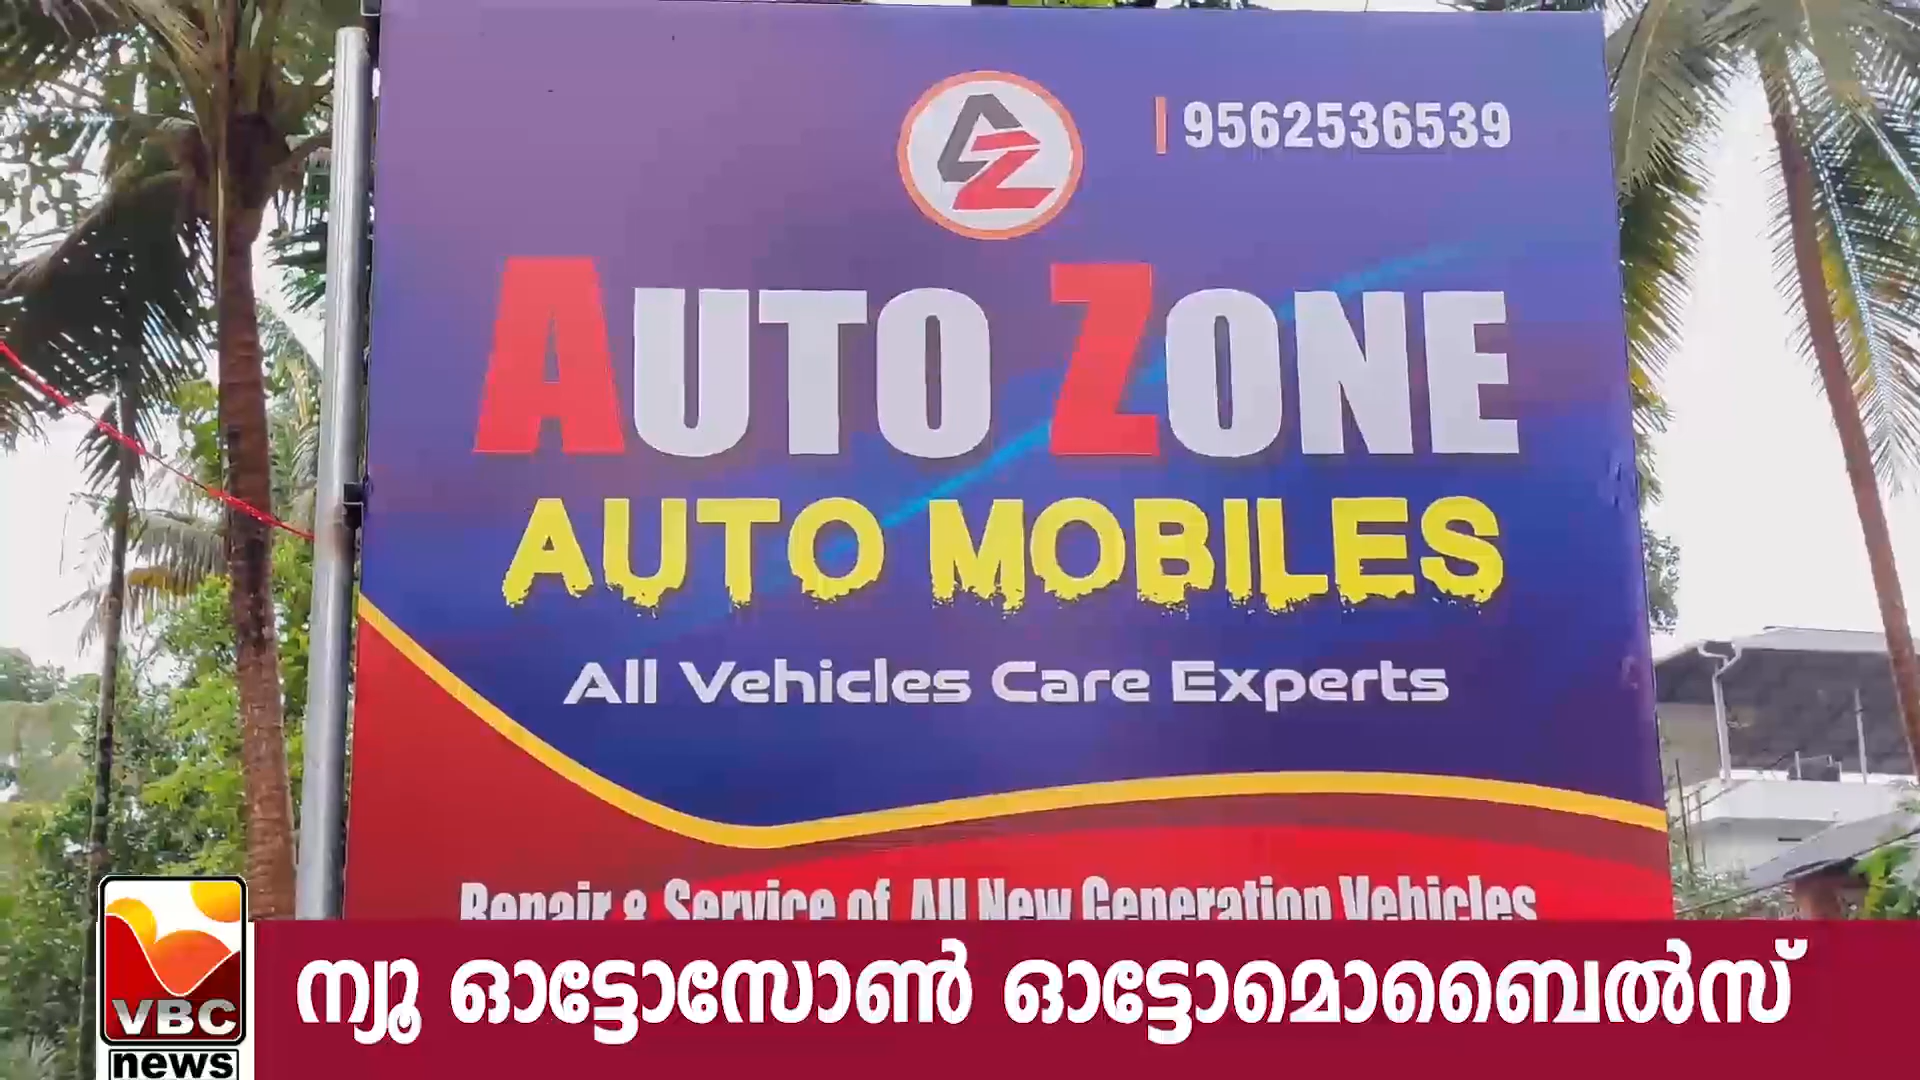 AZ
9562536539
AUTO ZONE
AUTO MOBILES
All Vehicles Care Experts
Repair & Service of All New Generation Vehicles
ന്യൂ ഓട്ടോസോൺ ഓട്ടോമൊബൈൽസ്
VBC
news